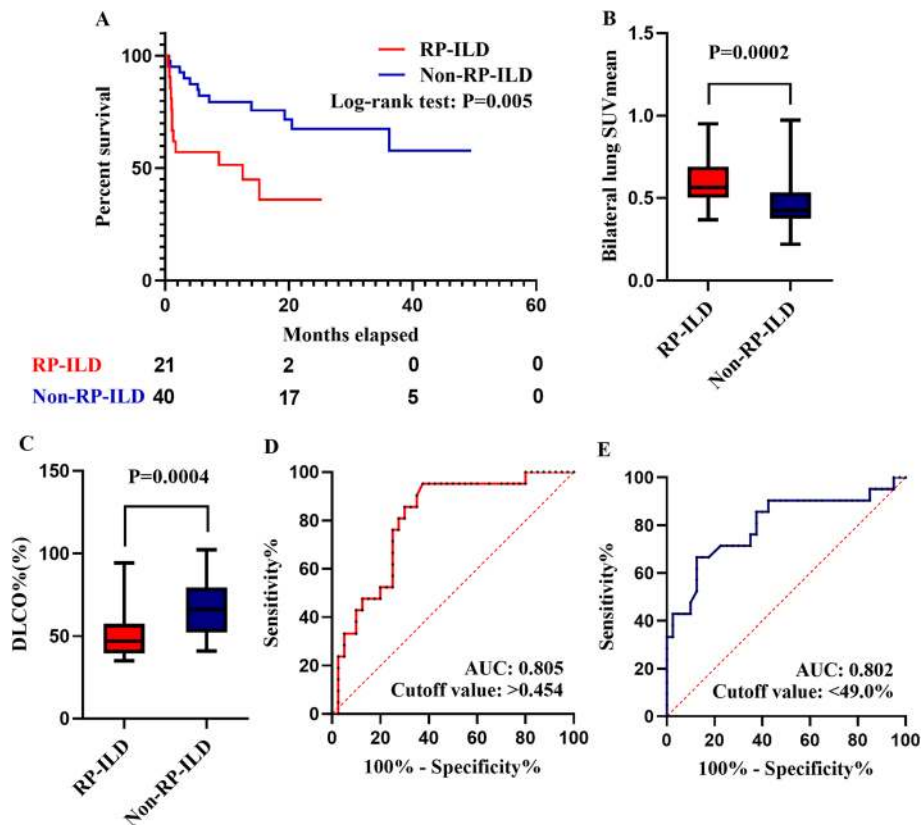 A
RP-ILD
Non-RP-ILD
Log-rank test: P=0.005
100
50
0
Percent survival
0 20 40 60
Months elapsed
RP-ILD 21 2 0 0
Non-RP-ILD 40 17 5 0
B
P=0.0002
1.5
1.0
0.5
0.0
Bilateral lung SUVmean
RP-ILD
Non-RP-ILD
C
P=0.0004
150
100
50
0
DLCO%(%)
RP-ILD
Non-RP-ILD
D
100
80
60
40
20
0
Sensitivity%
AUC: 0.805
Cutoff value: >0.454
0 20 40 60 80 100
100% - Specificity%
E
100
80
60
40
20
0
Sensitivity%
AUC: 0.802
Cutoff value: <49.0%
0 20 40 60 80 100
100% - Specificity%